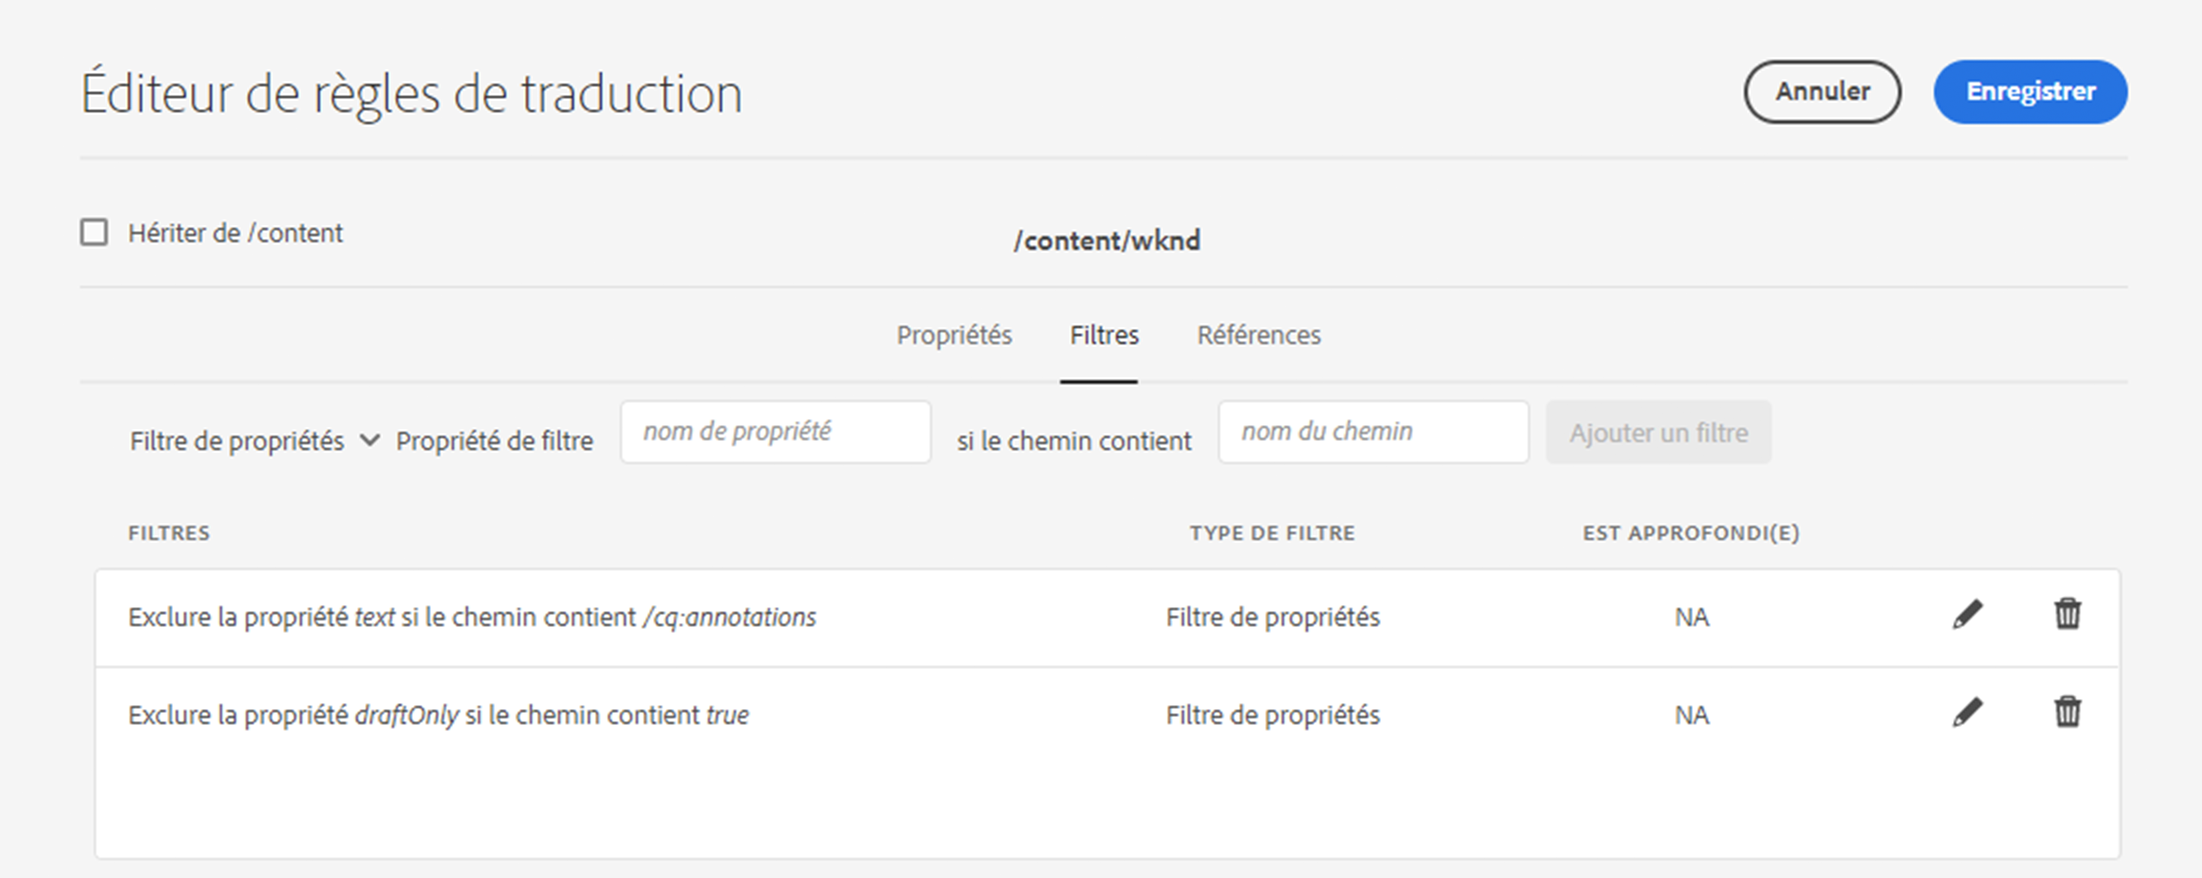 Éditeur de règles de traduction Annuler Enregistrer
Hériter de /content /content/wknd
Propriétés Filtres Références
Filtre de propriétés Propriété de filtre nom de propriété si le chemin contient nom du chemin Ajouter un filtre
FILTRES TYPE DE FILTRE EST APPROFONDI(E)
Exclure la propriété text si le chemin contient /cq:annotations Filtre de propriétés NA
Exclure la propriété draftOnly si le chemin contient true Filtre de propriétés NA